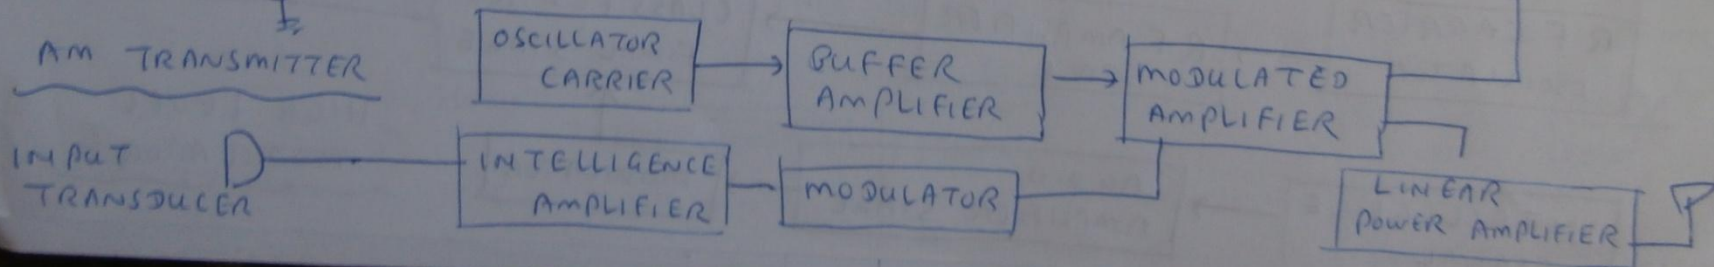 AM TRANSMITTER
OSCILLATOR
CARRIER
BUFFER
AMPLIFIER
MODULATED
AMPLIFIER
INPUT
TRANSDUCER
INTELLIGENCE
AMPLIFIER
MODULATOR
LINEAR
POWER AMPLIFIER